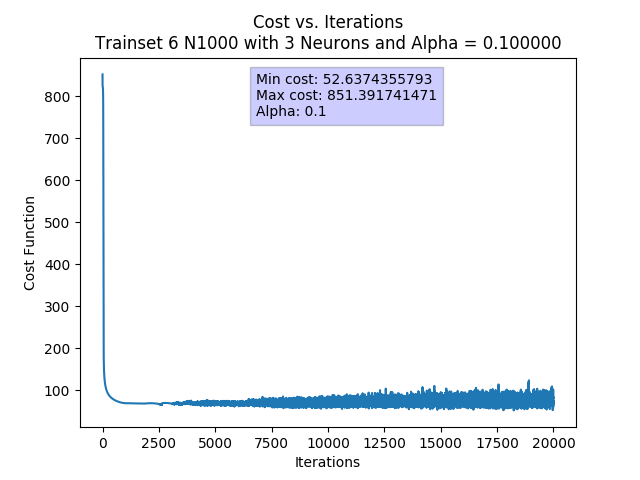 Cost vs. Iterations
Trainset 6 N1000 with 3 Neurons and Alpha = 0.100000
Min cost: 52.6374355793
Max cost: 851.391741471
Alpha: 0.1
800
700
600
500
400
300
200
100
Cost Function
0 2500 5000 7500 10000 12500 15000 17500 20000
Iterations